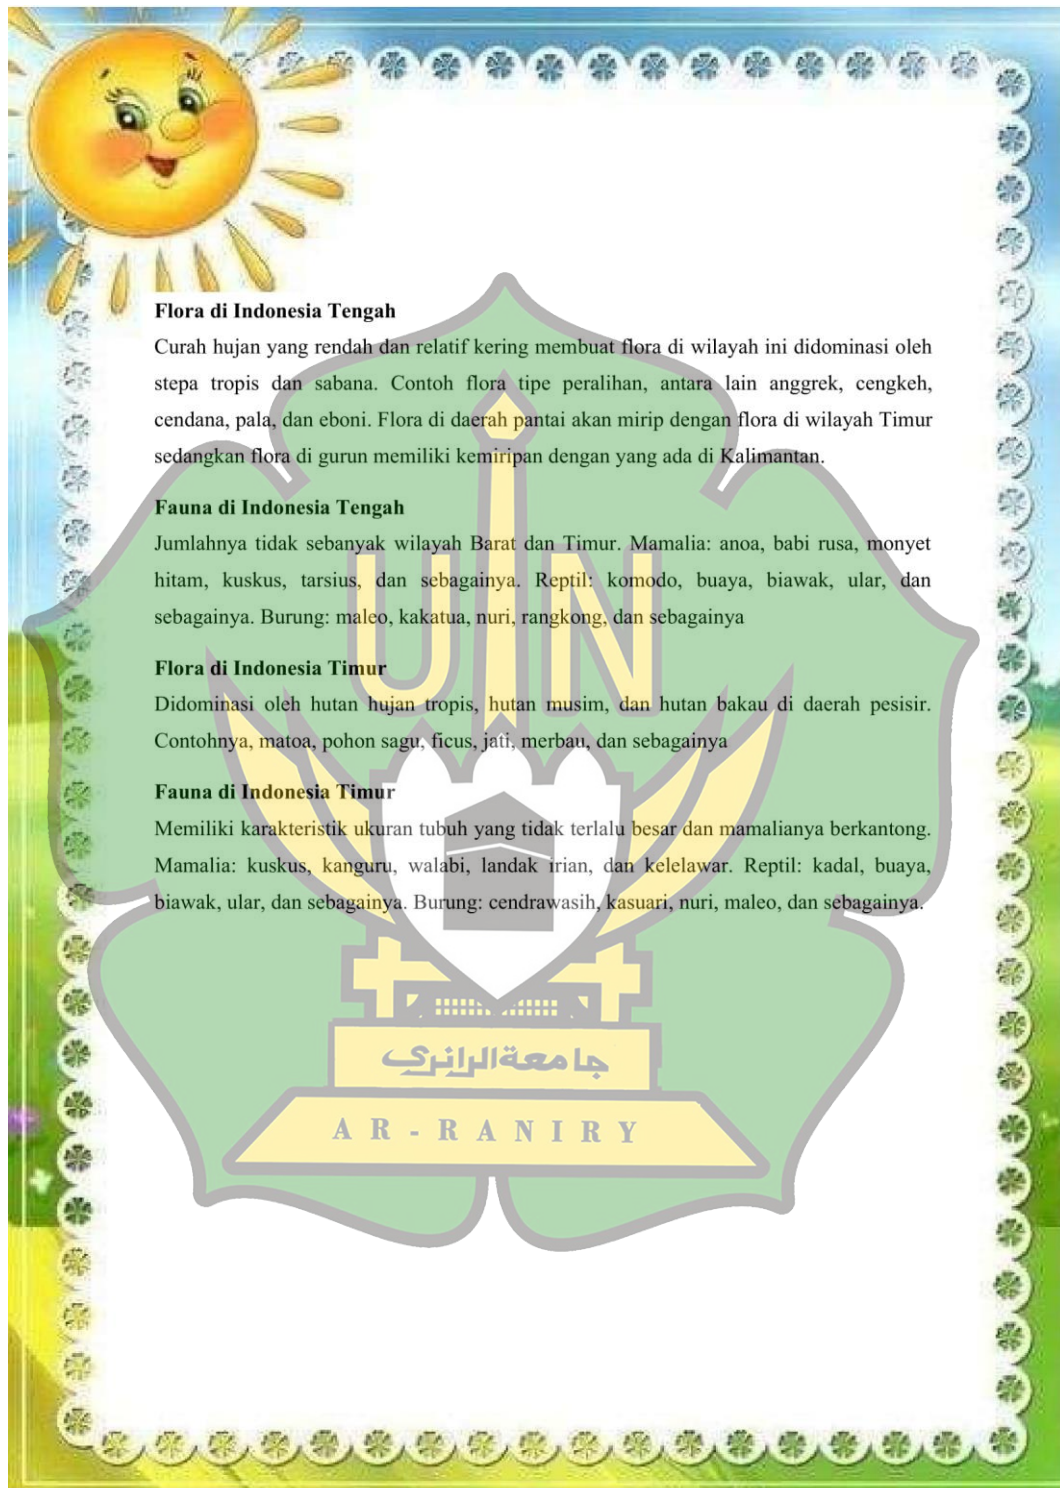 Flora di Indonesia Tengah
Curah hujan yang rendah dan relatif kering membuat flora di wilayah ini didominasi oleh
stepa tropis dan sabana. Contoh flora tipe peralihan, antara lain anggrek, cengkeh,
cendana, pala, dan eboni. Flora di daerah pantai akan mirip dengan flora di wilayah Timur
sedangkan flora di gurun memiliki kemiripan dengan yang ada di Kalimantan.
Fauna di Indonesia Tengah
Jumlahnya tidak sebanyak wilayah Barat dan Timur. Mamalia: anoa, babi rusa, monyet
hitam, kuskus, tarsius, dan sebagainya. Reptil: komodo, buaya, biawak, ular, dan
sebagainya. Burung: maleo, kakatua, nuri, rangkong, dan sebagainya
UIN
Flora di Indonesia Timur
Didominasi oleh hutan hujan tropis, hutan musim, dan hutan bakau di daerah pesisir.
Contohnya, matoa, pohon sagu, ficus, jati, merbau, dan sebagainya
Fauna di Indonesia Timur
Memiliki karakteristik ukuran tubuh yang tidak terlalu besar dan mamalianya berkantong.
Mamalia: kuskus, kanguru, walabi, landak irian, dan kelelawar. Reptil: kadal, buaya,
biawak, ular, dan sebagainya. Burung: cendrawasih, kasuari, nuri, maleo, dan sebagainya.
جامعة الرانري
AR-RANIRY